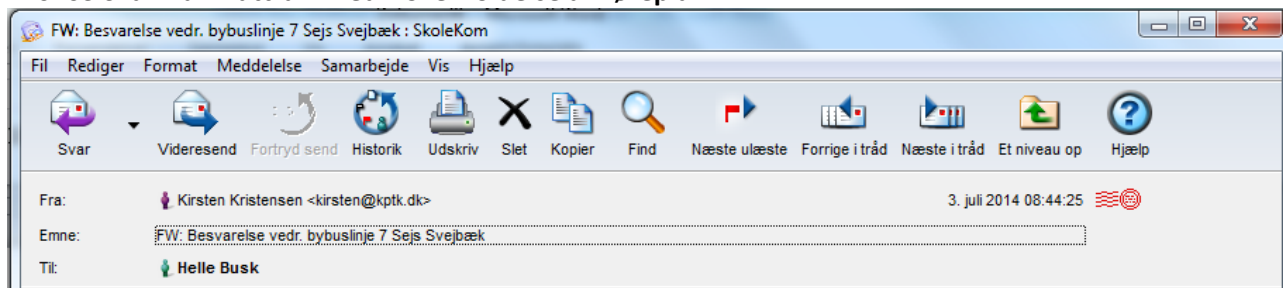 FW: Besvarelse vedr. bybuslinje 7 Sejs Svejbæk : SkoleKom
Fil Rediger Format Meddelelse Samarbejde Vis Hjælp
Svar Videresend Fortryd send Historik Udskriv Slet Kopier Find Næste ulæste Forrige i tråd Næste i tråd Et niveau op Hjælp
Fra: Kirsten Kristensen <kirsten@kptk.dk> 3. juli 2014 08:44:25
Emne: FW: Besvarelse vedr. bybuslinje 7 Sejs Svejbæk
Til: Helle Busk